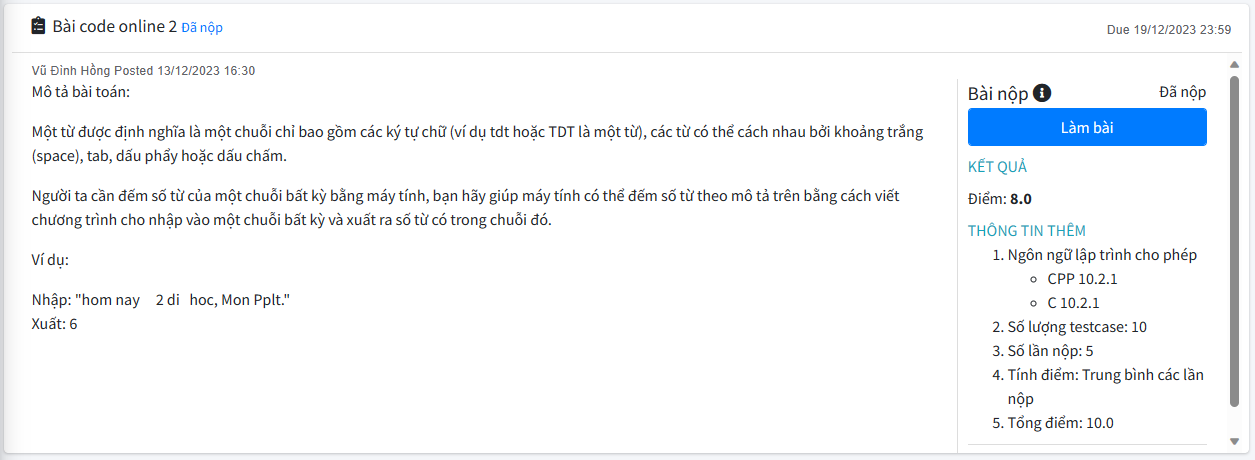 Bài code online 2 Đã nộp
Due 19/12/2023 23:59
Vũ Đình Hồng Posted 13/12/2023 16:30
Mô tả bài toán:
Một từ được định nghĩa là một chuỗi chỉ bao gồm các ký tự chữ (ví dụ tdt hoặc TDT là một từ), các từ có thể cách nhau bởi khoảng trắng
(space), tab, dấu phẩy hoặc dấu chấm.
Người ta cần đếm số từ của một chuỗi bất kỳ bằng máy tính, bạn hãy giúp máy tính có thể đếm số từ theo mô tả trên bằng cách viết
chương trình cho nhập vào một chuỗi bất kỳ và xuất ra số từ có trong chuỗi đó.
Ví dụ:
Nhập: "hom nay    2 di   hoc, Mon Pplt."
Xuất: 6
Bài nộp
Đã nộp
Làm bài
KẾT QUẢ
Điểm: 8.0
THÔNG TIN THÊM
1. Ngôn ngữ lập trình cho phép
CPP 10.2.1
C 10.2.1
2. Số lượng testcase: 10
3. Số lần nộp: 5
4. Tính điểm: Trung bình các lần
nộp
5. Tổng điểm: 10.0